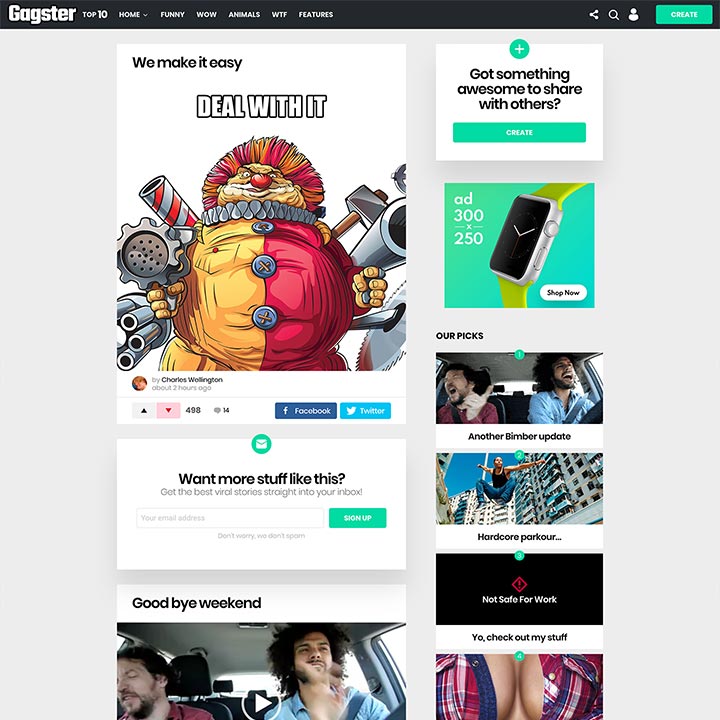 Gagster
TOP 10
HOME
FUNNY
WOW
ANIMALS
WTF
FEATURES
CREATE
We make it easy
DEAL WITH IT
by Charles Wellington
about 2 hours ago
498
14
Facebook
Twitter
Want more stuff like this?
Get the best viral stories straight into your inbox!
Your email address
SIGN UP
Don't worry, we don't spam
Good bye weekend
Got something
awesome to share
with others?
CREATE
ad
300
x
250
Shop Now
OUR PICKS
1
Another Bimber update
2
Hardcore parkour...
3
Not Safe For Work
Yo, check out my stuff
4